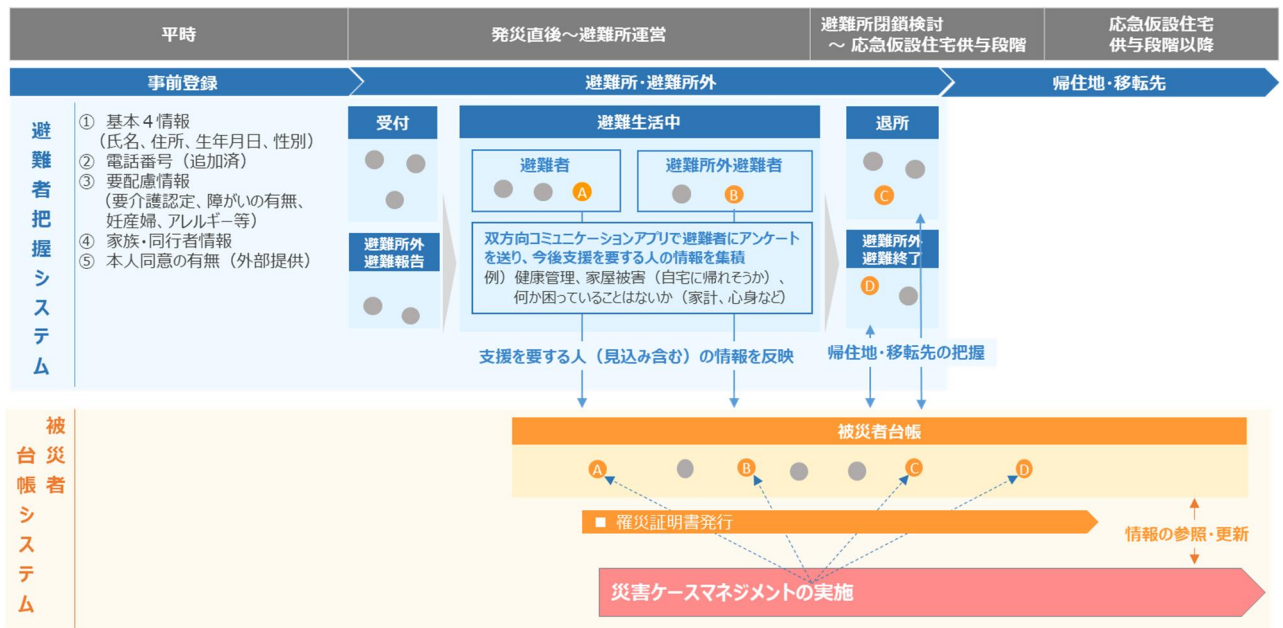 平時
発災直後～避難所運営
避難所閉鎖検討
～ 応急仮設住宅供与段階
応急仮設住宅
供与段階以降
事前登録
避難所・避難所外
帰住地・移転先
避難者把握システム
① 基本４情報
（氏名、住所、生年月日、性別）
② 電話番号（追加済）
③ 要配慮情報
（要介護認定、障がいの有無、
妊産婦、アレルギー等）
④ 家族・同行者情報
⑤ 本人同意の有無（外部提供）
受付
避難所外
避難報告
避難生活中
避難者
A
避難所外避難者
B
双方向コミュニケーションアプリで避難者にアンケート
を送り、今後支援を要する人の情報を集積
例）健康管理、家屋被害（自宅に帰れそうか）、
何か困っていることはないか（家計、心身など）
退所
C
避難所外
避難終了
D
支援を要する人（見込み含む）の情報を反映
帰住地・移転先の把握
被災者
台帳システム
被災者台帳
A
B
C
D
■ 罹災証明書発行
情報の参照・更新
災害ケースマネジメントの実施